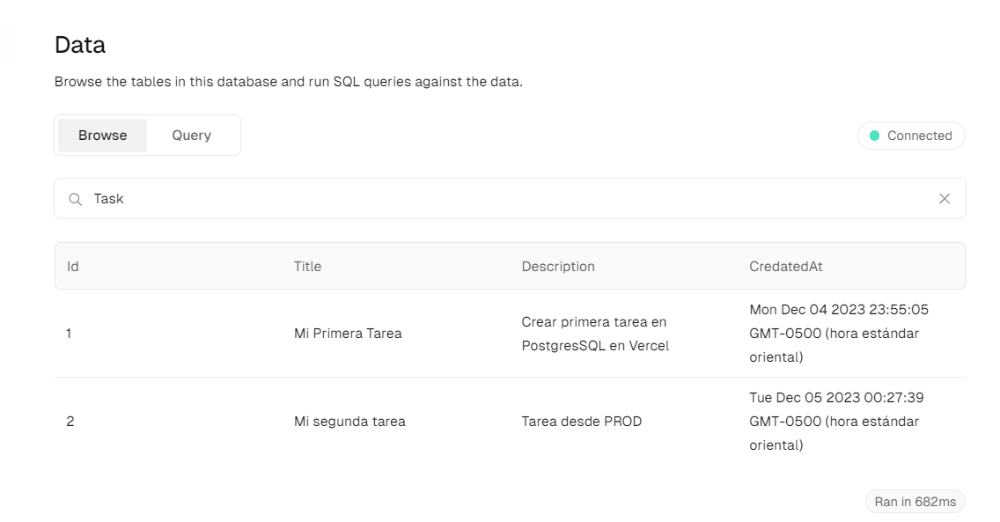 Data
Browse the tables in this database and run SQL queries against the data.
Browse Query Connected
Task
Id Title Description CredatedAt
1 Mi Primera Tarea Crear primera tarea en PostgresSQL en Vercel Mon Dec 04 2023 23:55:05 GMT-0500 (hora estándar oriental)
2 Mi segunda tarea Tarea desde PROD Tue Dec 05 2023 00:27:39 GMT-0500 (hora estándar oriental)
Ran in 682ms